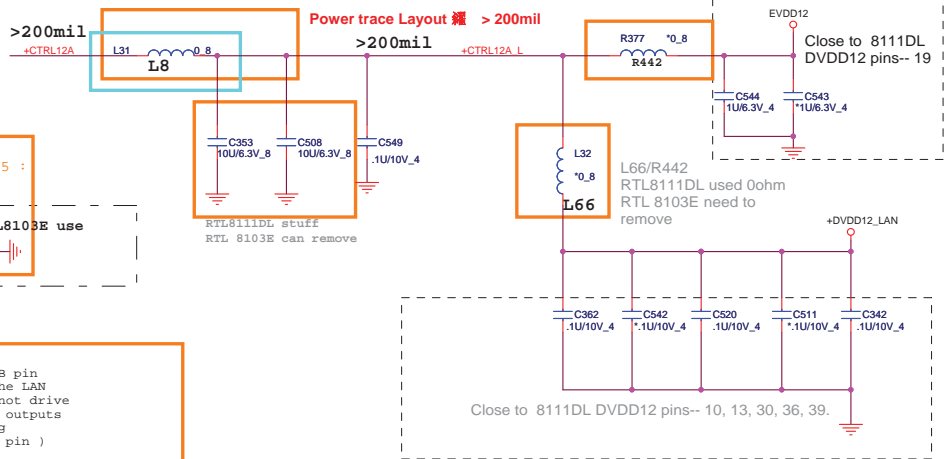 Power trace Layout 繼 > 200mil
>200mil
+CTRL12A
L31
0_8
L8
>200mil
+CTRL12A_L
R377
*0_8
R442
EVDD12
Close to 8111DL
DVDD12 pins-- 19
C544
1U/6.3V_4
C543
*1U/6.3V_4
C353
10U/6.3V_8
C508
10U/6.3V_8
C549
.1U/10V_4
RTL8111DL stuff
RTL 8103E can remove
L32
*0_8
L66
L66/R442
RTL8111DL used 0ohm
RTL 8103E need to
remove
+DVDD12_LAN
5 :
L8103E use
C362
.1U/10V_4
C542
*.1U/10V_4
C520
.1U/10V_4
C511
*.1U/10V_4
C342
.1U/10V_4
Close to 8111DL DVDD12 pins-- 10, 13, 30, 36, 39.
B pin
he LAN
not drive
outputs
g
pin )